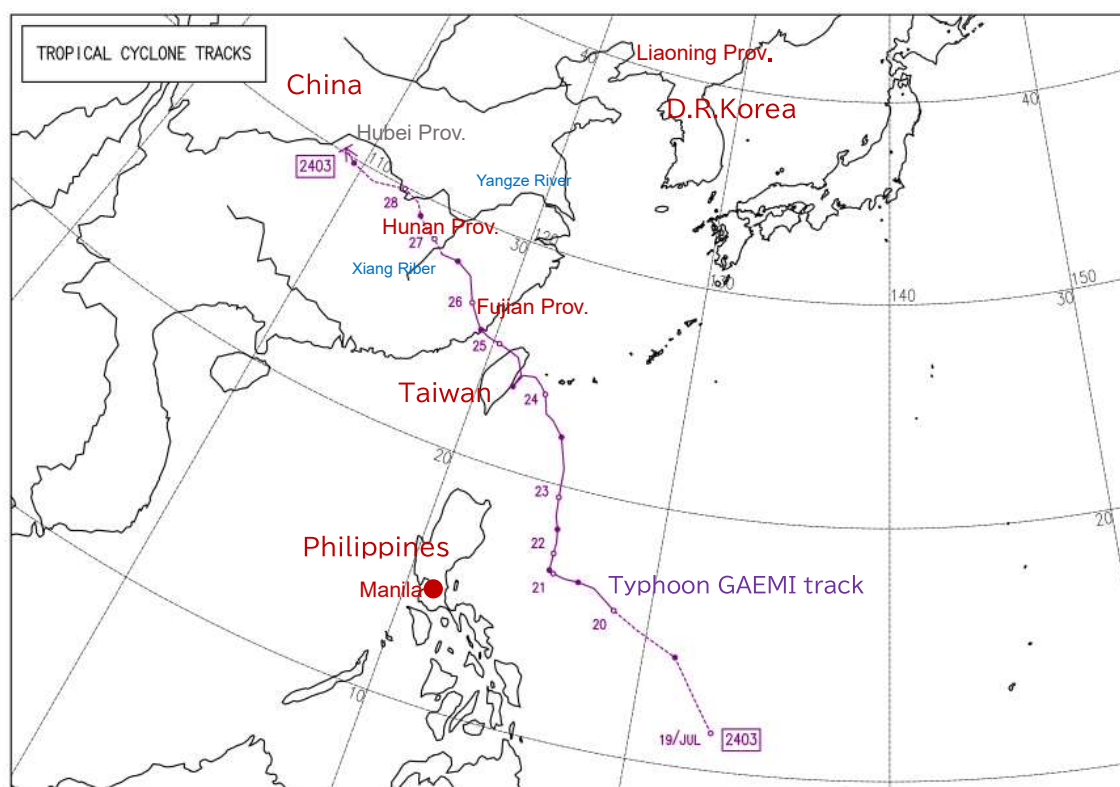 TROPICAL CYCLONE TRACKS
40
Liaoning Prov.
China
D.R.Korea
40
Hubei Prov.
2403
110
Yangze River
28
Hunan Prov.
27
120
30
Xiang Riber
130
150
140
30
26
Fujian Prov.
25
Taiwan
24
20
23
20
Philippines
22
Manila
21
Typhoon GAEMI track
20
10
19/JUL
2403